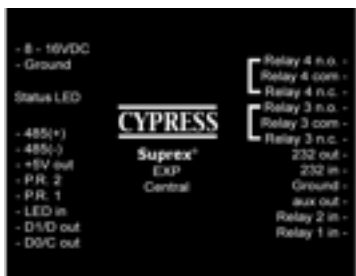 - 8 - 16VDC
- Ground
Status LED
- 485(+)
- 485(-)
- +5V out
- P.R. 2
- P.R. 1
- LED in
- D1/D out
- D0/C out
CYPRESS
Suprex®
EXP
Central
Relay 4 n.o. -
Relay 4 com -
Relay 4 n.c. -
Relay 3 n.o. -
Relay 3 com -
Relay 3 n.c. -
232 out -
232 in -
Ground -
aux out -
Relay 2 in -
Relay 1 in -